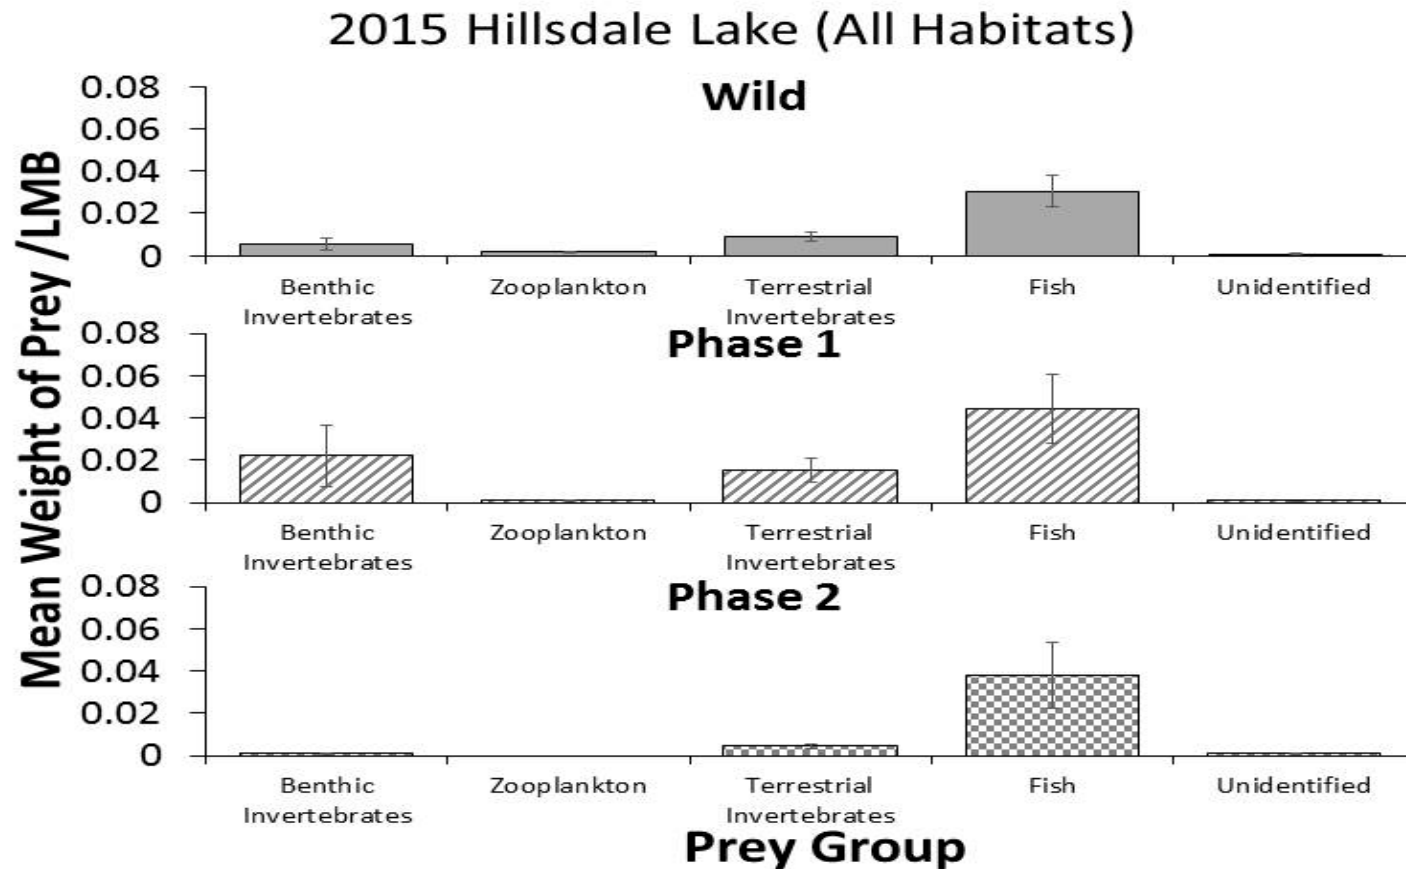 2015 Hillsdale Lake (All Habitats)
Mean Weight of Prey /LMB
Wild
0.08
0.06
0.04
0.02
0
Benthic
Invertebrates
Zooplankton
Terrestrial
Invertebrates
Fish
Unidentified
Phase 1
0.08
0.06
0.04
0.02
0
Benthic
Invertebrates
Zooplankton
Terrestrial
Invertebrates
Fish
Unidentified
Phase 2
0.08
0.06
0.04
0.02
0
Benthic
Invertebrates
Zooplankton
Terrestrial
Invertebrates
Fish
Unidentified
Prey Group